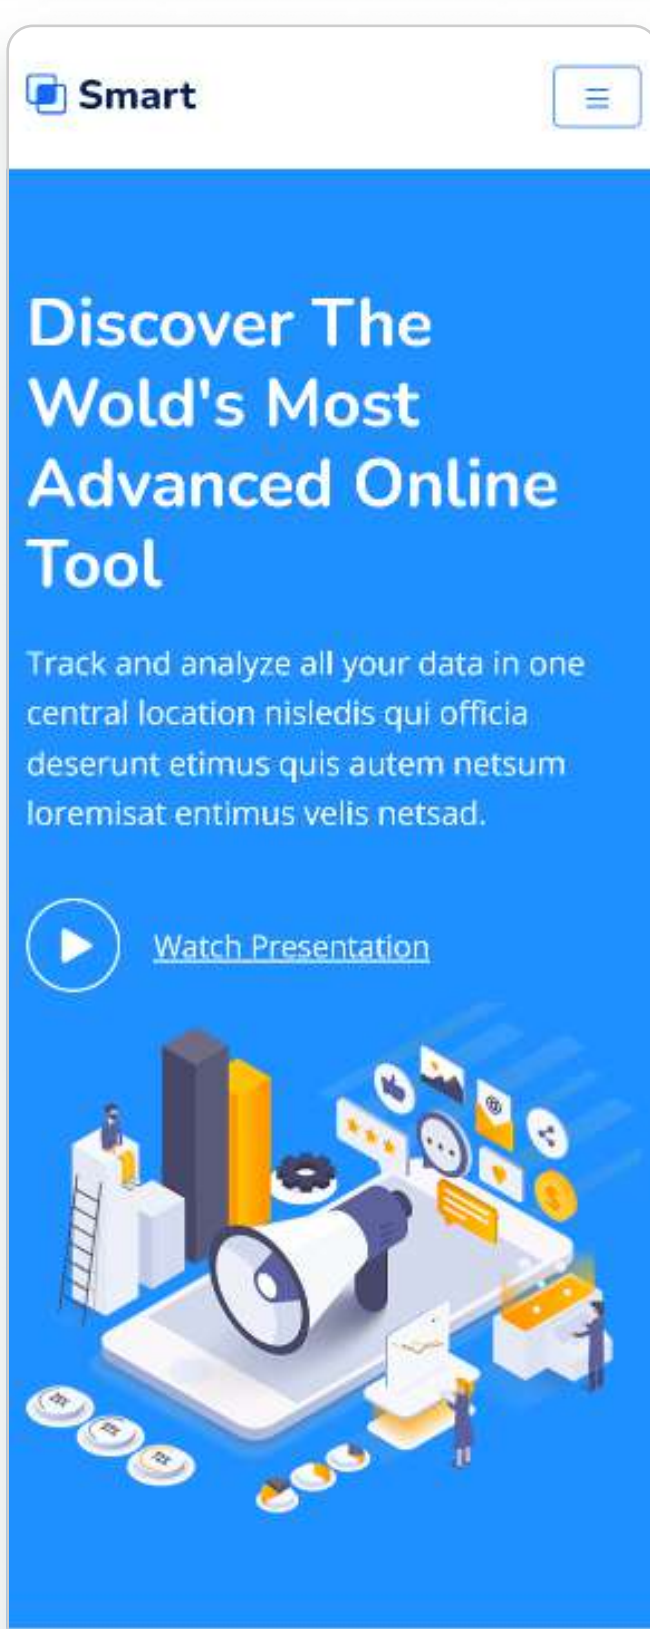 Smart
Discover The
Wold's Most
Advanced Online
Tool
Track and analyze all your data in one
central location nisledis qui officia
deserunt etimus quis autem netsum
loremisat entimus velis netsad.
Watch Presentation